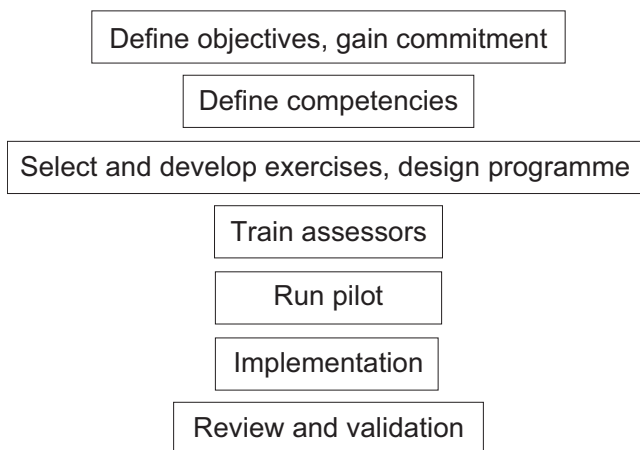 Define objectives, gain commitment
Define competencies
Select and develop exercises, design programme
Train assessors
Run pilot
Implementation
Review and validation